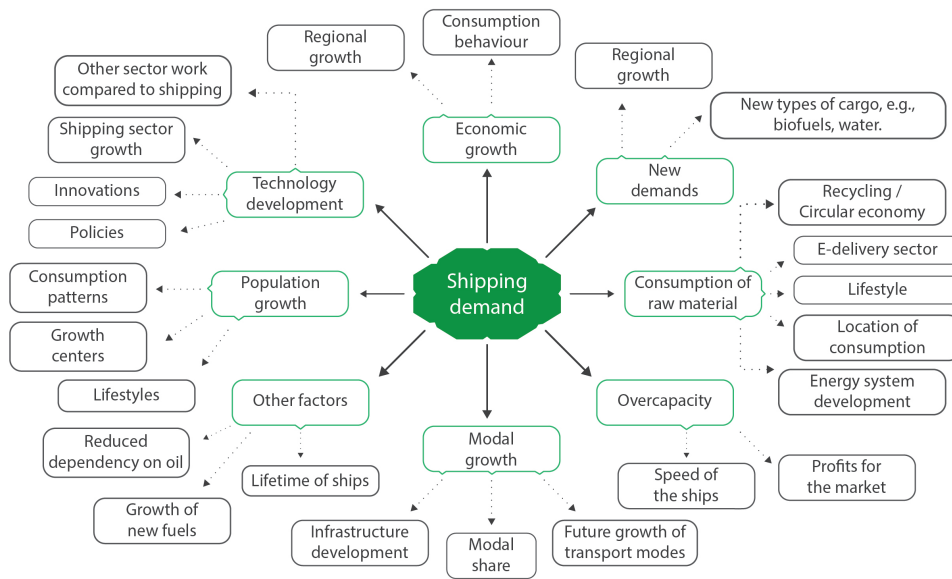 Consumption
behaviour
Regional
growth
Regional
growth
Other sector work
compared to shipping
New types of cargo, e.g.,
biofuels, water.
Shipping sector
growth
Economic
growth
New
demands
Technology
development
Innovations
Recycling /
Circular economy
Policies
E-delivery sector
Consumption
patterns
Population
growth
Shipping
demand
Consumption of
raw material
Lifestyle
Growth
centers
Location of
consumption
Lifestyles
Other factors
Overcapacity
Energy system
development
Reduced
dependency on oil
Modal
growth
Lifetime of ships
Speed of
the ships
Profits for
the market
Growth of
new fuels
Infrastructure
development
Modal
share
Future growth of
transport modes